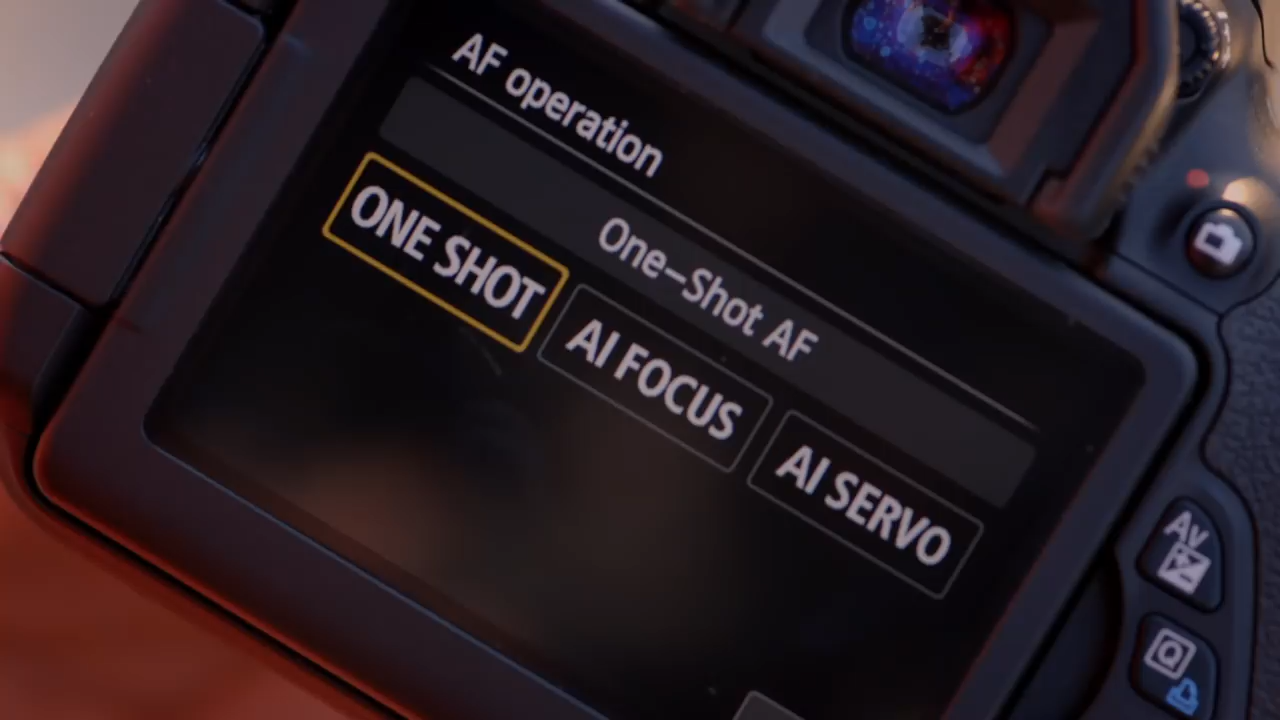 AF operation
One-Shot AF
ONE SHOT
AI FOCUS
AI SERVO
Av
Q